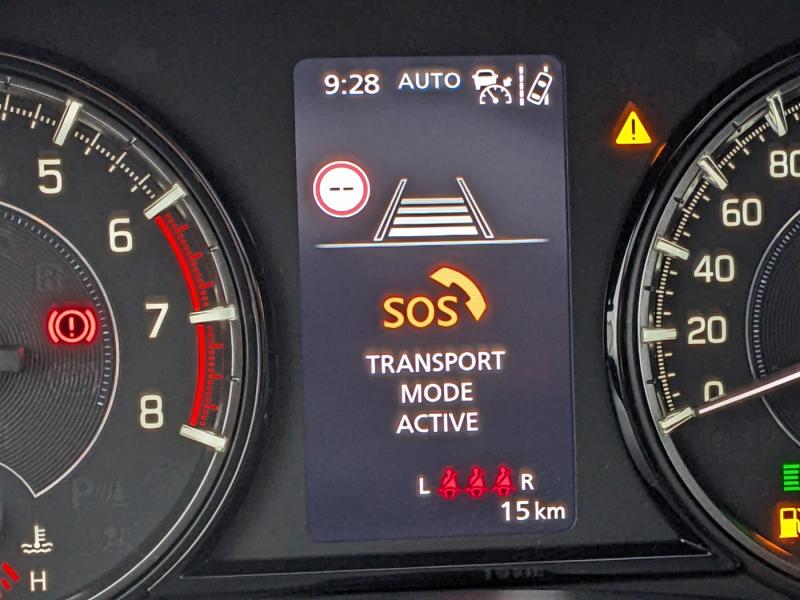 9:28 AUTO
5
6
7
8
H
--
SOS
TRANSPORT
MODE
ACTIVE
L R
15 km
80
60
40
20
0